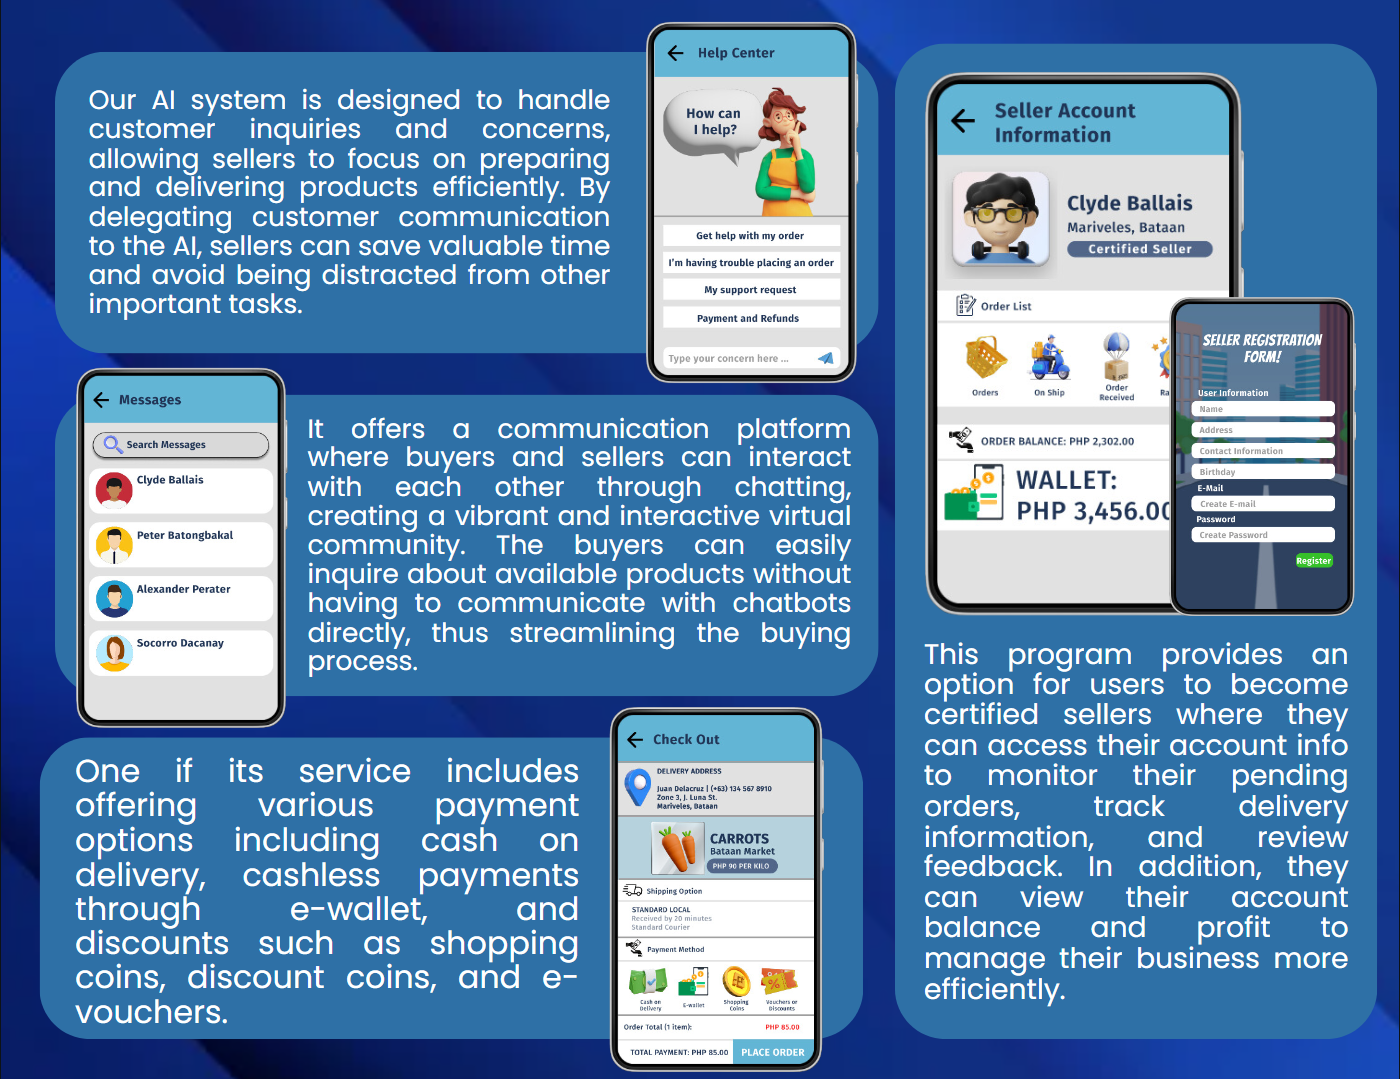 Our AI system is designed to handle
customer inquiries and concerns,
allowing sellers to focus on preparing
and delivering products efficiently. By
delegating customer communication
to the AI, sellers can save valuable time
and avoid being distracted from other
important tasks.
Help Center
How can
I help?
Get help with my order
I'm having trouble placing an order
My support request
Payment and Refunds
Type your concern here ...
Messages
Search Messages
Clyde Ballais
Peter Batongbakal
Alexander Perater
Socorro Dacanay
It offers a communication platform
where buyers and sellers can interact
with each other through chatting,
creating a vibrant and interactive virtual
community. The buyers can easily
inquire about available products without
having to communicate with chatbots
directly, thus streamlining the buying
process.
One if its service includes
offering various payment
options including cash on
delivery, cashless payments
through e-wallet, and
discounts such as shopping
coins, discount coins, and e-
vouchers.
Check Out
DELIVERY ADDRESS
Juan Delacruz | (+63) 134 567 8910
Zone 3, J. Luna St.
Mariveles, Bataan
CARROTS
Bataan Market
PHP 90 PER KILO
Shipping Option
STANDARD LOCAL
Received by 20 minutes
Standard Courier
Payment Method
Cash on
Delivery
E-wallet
Shopping
Coins
Vouchers or
Discounts
Order Total (1 item): PHP 85.00
TOTAL PAYMENT: PHP 85.00 PLACE ORDER
Seller Account
Information
Clyde Ballais
Mariveles, Bataan
Certified Seller
Order List
Orders
On Ship
Order
Received
Ra
ORDER BALANCE: PHP 2,302.00
WALLET:
PHP 3,456.00
SELLER REGISTRATION
FORM!
User Information
Name
Address
Contact Information
Birthday
E-Mail
Create E-mail
Password
Create Password
Register
This program provides an
option for users to become
certified sellers where they
can access their account info
to monitor their pending
orders, track delivery
information, and review
feedback. In addition, they
can view their account
balance and profit to
manage their business more
efficiently.